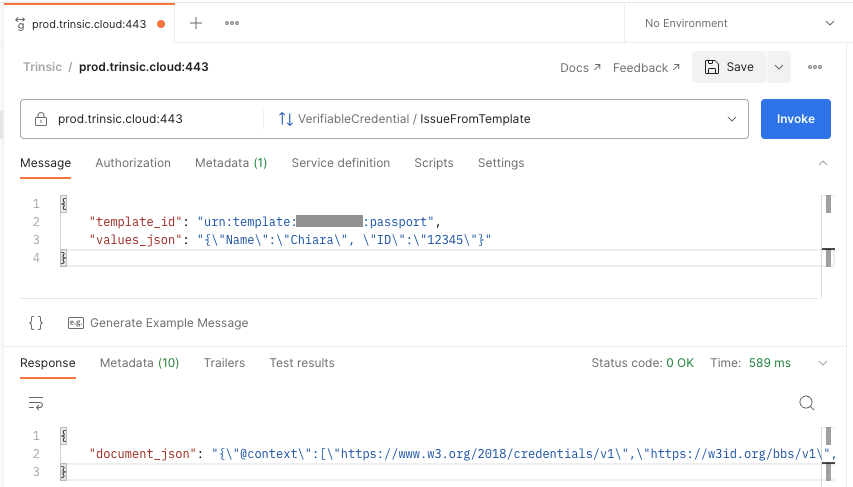 prod.trinsic.cloud:443
No Environment
Trinsic / prod.trinsic.cloud:443
Docs ↗ Feedback ↗ Save
prod.trinsic.cloud:443 VerifiableCredential / IssueFromTemplate Invoke
Message Authorization Metadata (1) Service definition Scripts Settings
1 {
2 "template_id": "urn:template: :passport",
3 "values_json": "{\"Name\":\"Chiara\", \"ID\":\"12345\"}"
4 }
{ } e.g. Generate Example Message
Response Metadata (10) Trailers Test results Status code: 0 OK Time: 589 ms
1 {
2 "document_json": "{\"@context\":[\"https://www.w3.org/2018/credentials/v1\",\"https://w3id.org/bbs/v1\",
3 }